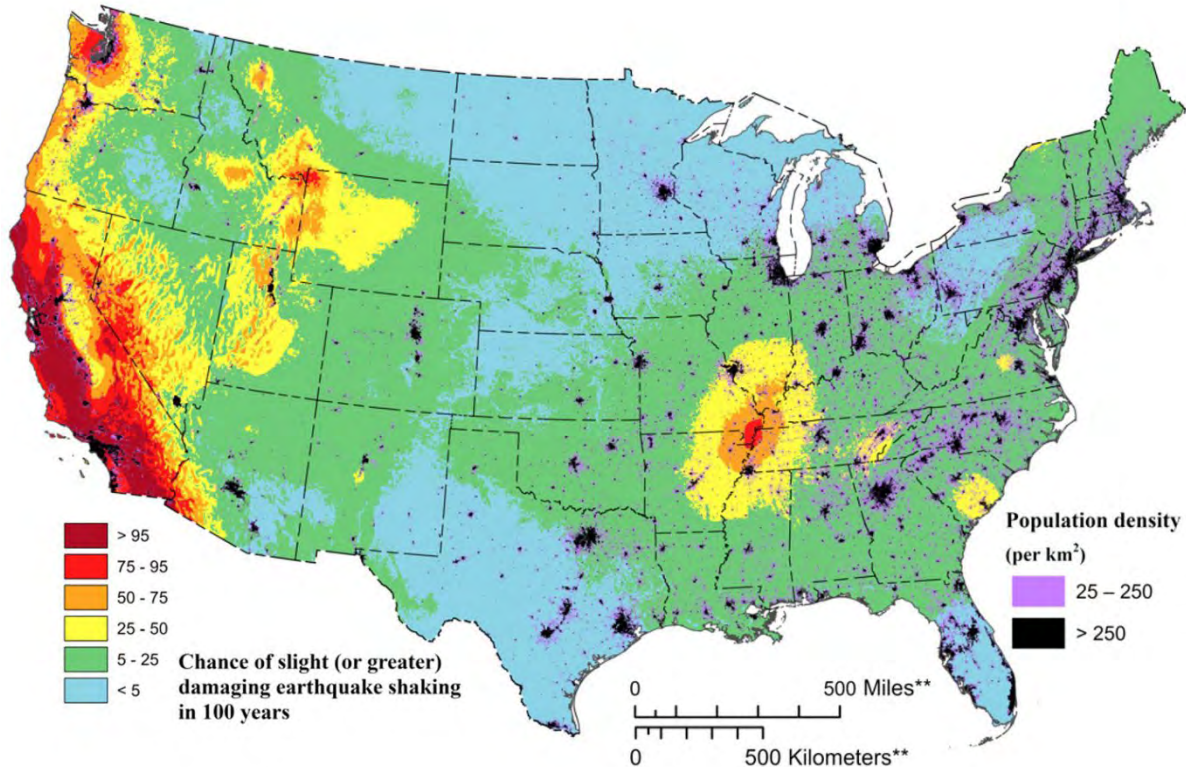 > 95
75 - 95
50 - 75
25 - 50
5 - 25
< 5
Chance of slight (or greater)
damaging earthquake shaking
in 100 years
0 500 Miles**
0 500 Kilometers**
Population density
(per km²)
25 – 250
> 250